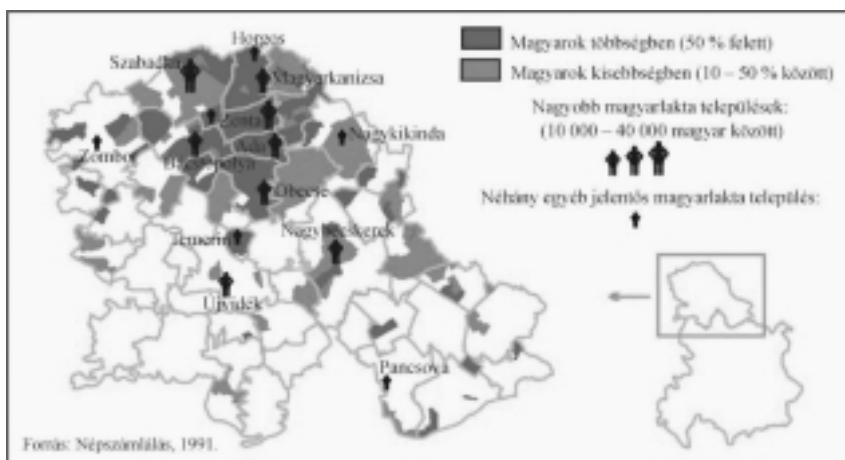 Horgos
Szabadka
Magyarkanizsa
Zenta
Nagykikinda
Zombor
Ada
Bácstopolya
Óbecse
Temerin
Nagybecskerek
Újvidék
Pancsova
Magyarok többségben (50 % felett)
Magyarok kisebbségben (10 – 50 % között)
Nagyobb magyarlakta települések:
(10 000 – 40 000 magyar között)
Néhány egyéb jelentős magyarlakta település:
Forrás: Népszámlálás, 1991.